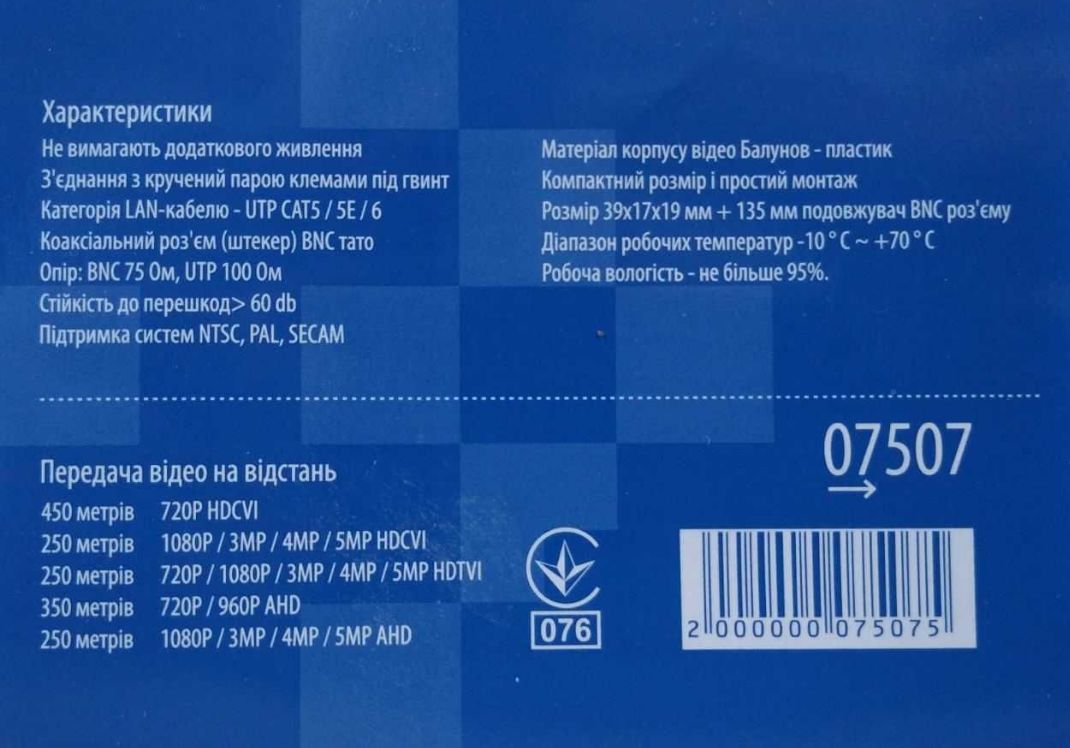 Характеристики
Не вимагають додаткового живлення
З'єднання з кручений парою клемами під гвинт
Категорія LAN-кабелю - UTP CAT5 / 5E / 6
Коаксіальний роз'єм (штекер) BNC тато
Опір: BNC 75 Ом, UTP 100 Ом
Стійкість до перешкод> 60 db
Підтримка систем NTSC, PAL, SECAM
Матеріал корпусу відео Балунов - пластик
Компактний розмір і простий монтаж
Розмір 39x17x19 мм + 135 мм подовжувач BNC роз'єму
Діапазон робочих температур -10 ° C ~ +70 ° C
Робоча вологість - не більше 95%.
Передача відео на відстань
450 метрів 720P HDCVI
250 метрів 1080P / 3MP / 4MP / 5MP HDCVI
250 метрів 720P / 1080P / 3MP / 4MP / 5MP HDTVI
350 метрів 720P / 960P AHD
250 метрів 1080P / 3MP / 4MP / 5MP AHD
076
07507
2 000000 075075